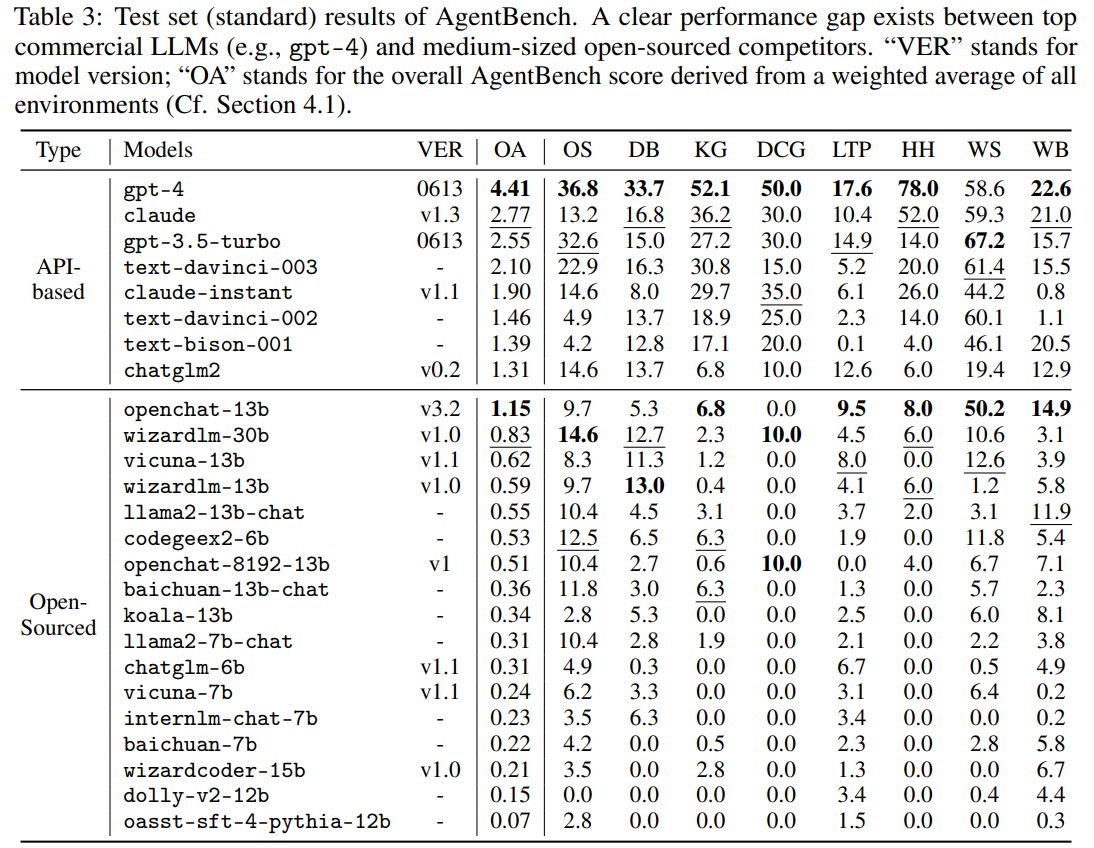 Table 3: Test set (standard) results of AgentBench. A clear performance gap exists between top
commercial LLMs (e.g., gpt-4) and medium-sized open-sourced competitors. “VER” stands for
model version; “OA” stands for the overall AgentBench score derived from a weighted average of all
environments (Cf. Section 4.1).
Type Models VER OA OS DB KG DCG LTP HH WS WB
API-based
gpt-4 0613 4.41 36.8 33.7 52.1 50.0 17.6 78.0 58.6 22.6
claude v1.3 2.77 13.2 16.8 36.2 30.0 10.4 52.0 59.3 21.0
gpt-3.5-turbo 0613 2.55 32.6 15.0 27.2 30.0 14.9 14.0 67.2 15.7
text-davinci-003 - 2.10 22.9 16.3 30.8 15.0 5.2 20.0 61.4 15.5
claude-instant v1.1 1.90 14.6 8.0 29.7 35.0 6.1 26.0 44.2 0.8
text-davinci-002 - 1.46 4.9 13.7 18.9 25.0 2.3 14.0 60.1 1.1
text-bison-001 - 1.39 4.2 12.8 17.1 20.0 0.1 4.0 46.1 20.5
chatglm2 v0.2 1.31 14.6 13.7 6.8 10.0 12.6 6.0 19.4 12.9
Open-Sourced
openchat-13b v3.2 1.15 9.7 5.3 6.8 0.0 9.5 8.0 50.2 14.9
wizardlm-30b v1.0 0.83 14.6 12.7 2.3 10.0 4.5 6.0 10.6 3.1
vicuna-13b v1.1 0.62 8.3 11.3 1.2 0.0 8.0 0.0 12.6 3.9
wizardlm-13b v1.0 0.59 9.7 13.0 0.4 0.0 4.1 6.0 1.2 5.8
llama2-13b-chat - 0.55 10.4 4.5 3.1 0.0 3.7 2.0 3.1 11.9
codegeex2-6b - 0.53 12.5 6.5 6.3 0.0 1.9 0.0 11.8 5.4
openchat-8192-13b v1 0.51 10.4 2.7 0.6 10.0 0.0 4.0 6.7 7.1
baichuan-13b-chat - 0.36 11.8 3.0 6.3 0.0 1.3 0.0 5.7 2.3
koala-13b - 0.34 2.8 5.3 0.0 0.0 2.5 0.0 6.0 8.1
llama2-7b-chat - 0.31 10.4 2.8 1.9 0.0 2.1 0.0 2.2 3.8
chatglm-6b v1.1 0.31 4.9 0.3 0.0 0.0 6.7 0.0 0.5 4.9
vicuna-7b v1.1 0.24 6.2 3.3 0.0 0.0 3.1 0.0 6.4 0.2
internlm-chat-7b - 0.23 3.5 6.3 0.0 0.0 3.4 0.0 0.0 0.2
baichuan-7b - 0.22 4.2 0.0 0.5 0.0 2.3 0.0 2.8 5.8
wizardcoder-15b v1.0 0.21 3.5 0.0 2.8 0.0 1.3 0.0 0.0 6.7
dolly-v2-12b - 0.15 0.0 0.0 0.0 0.0 3.4 0.0 0.4 4.4
oasst-sft-4-pythia-12b - 0.07 2.8 0.0 0.0 0.0 1.5 0.0 0.0 0.3